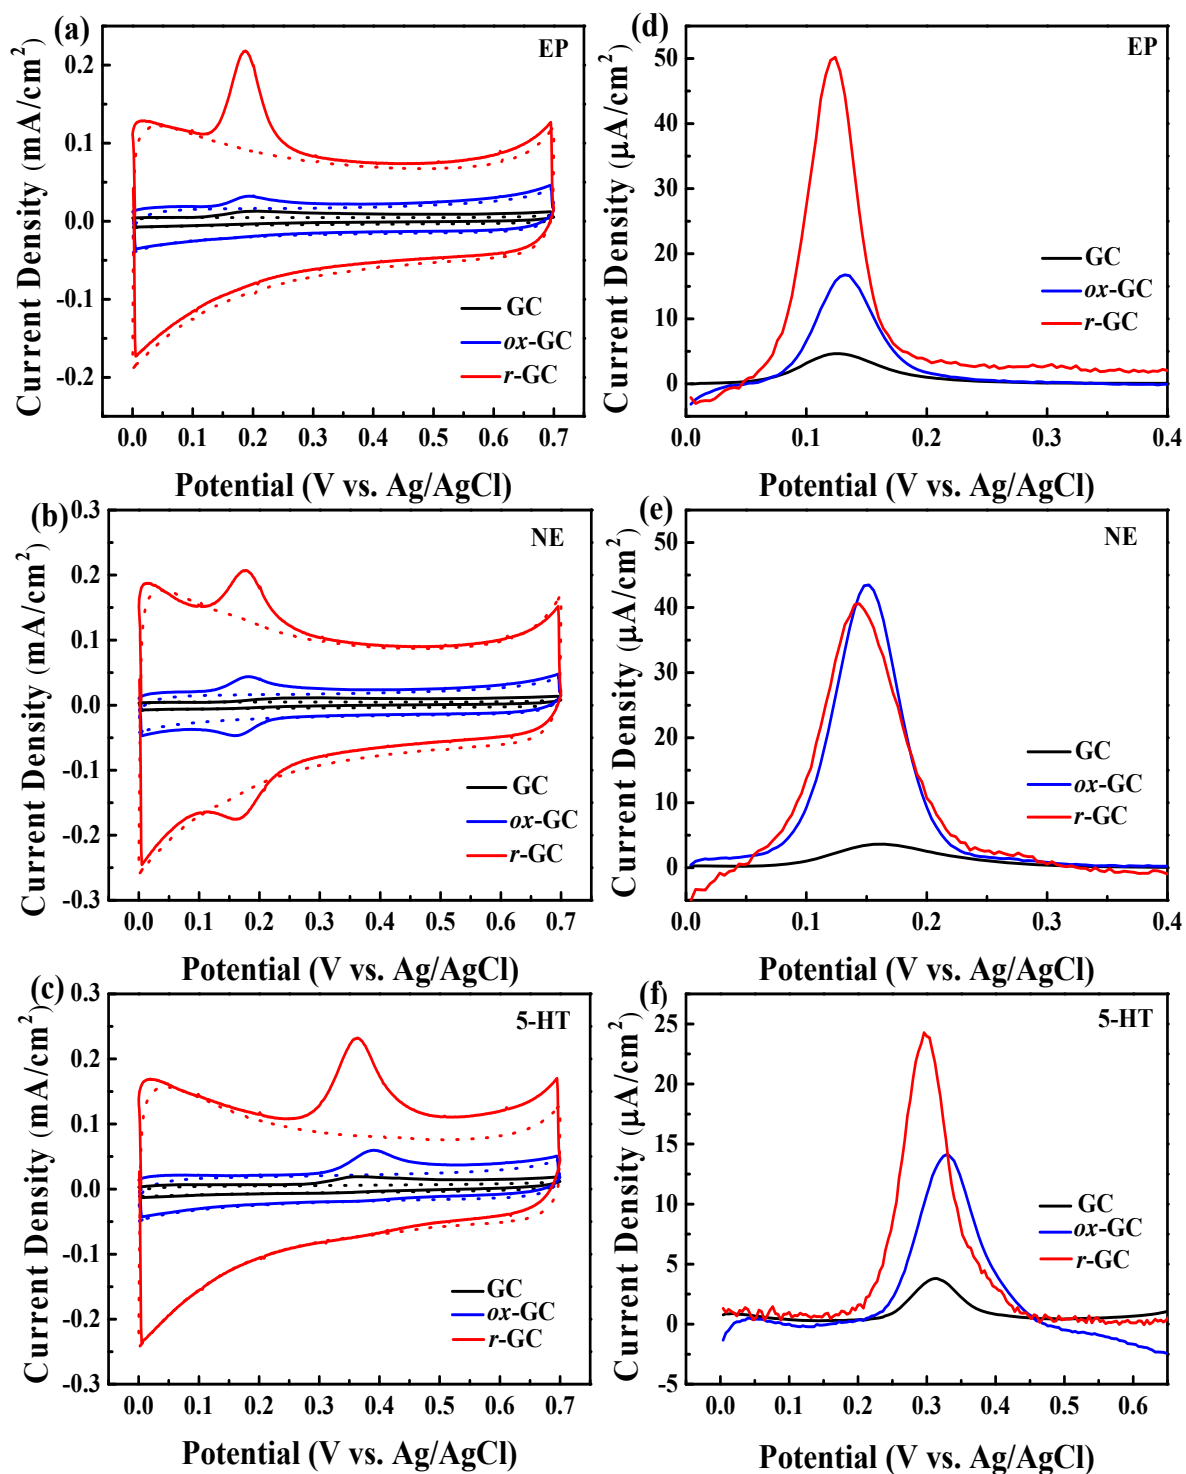 (a)
EP
Current Density (mA/cm²)
0.2
0.1
0.0
-0.1
-0.2
GC
ox-GC
r-GC
0.0 0.1 0.2 0.3 0.4 0.5 0.6 0.7
Potential (V vs. Ag/AgCl)
(d)
EP
Current Density (μA/cm²)
50
40
30
20
10
0
GC
ox-GC
r-GC
0.0 0.1 0.2 0.3 0.4
Potential (V vs. Ag/AgCl)
(b)
NE
Current Density (mA/cm²)
0.3
0.2
0.1
0.0
-0.1
-0.2
-0.3
GC
ox-GC
r-GC
0.0 0.1 0.2 0.3 0.4 0.5 0.6 0.7
Potential (V vs. Ag/AgCl)
(e)
NE
Current Density (μA/cm²)
50
40
30
20
10
0
GC
ox-GC
r-GC
0.0 0.1 0.2 0.3 0.4
Potential (V vs. Ag/AgCl)
(c)
5-HT
Current Density (mA/cm²)
0.3
0.2
0.1
0.0
-0.1
-0.2
-0.3
GC
ox-GC
r-GC
0.0 0.1 0.2 0.3 0.4 0.5 0.6 0.7
Potential (V vs. Ag/AgCl)
(f)
5-HT
Current Density (μA/cm²)
25
20
15
10
5
0
-5
GC
ox-GC
r-GC
0.0 0.1 0.2 0.3 0.4 0.5 0.6
Potential (V vs. Ag/AgCl)